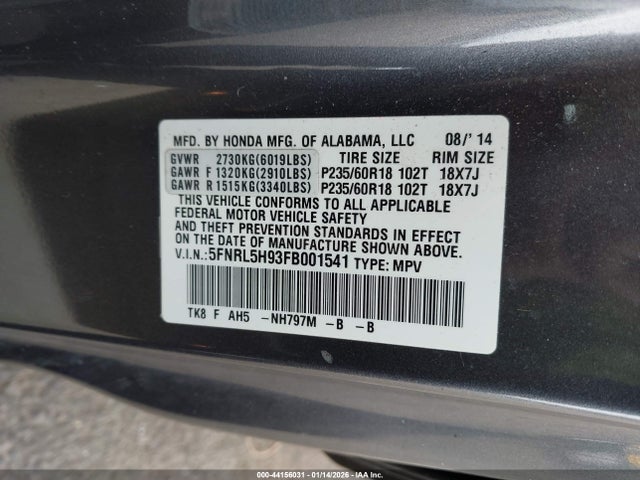 MFD. BY HONDA MFG. OF ALABAMA, LLC 08/'14
GVWR 2730KG(6019LBS) TIRE SIZE RIM SIZE
GAWR F 1320KG(2910LBS) P235/60R18 102T 18X7J
GAWR R 1515KG(3340LBS) P235/60R18 102T 18X7J
THIS VEHICLE CONFORMS TO ALL APPLICABLE
FEDERAL MOTOR VEHICLE SAFETY
AND THEFT PREVENTION STANDARDS IN EFFECT
ON THE DATE OF MANUFACTURE SHOWN ABOVE.
V.I.N.:5FNRL5H93FB001541 TYPE: MPV
TK8 F AH5 -NH797M -B -B
000-44156031 - 01/14/2026 - IAAI.COM